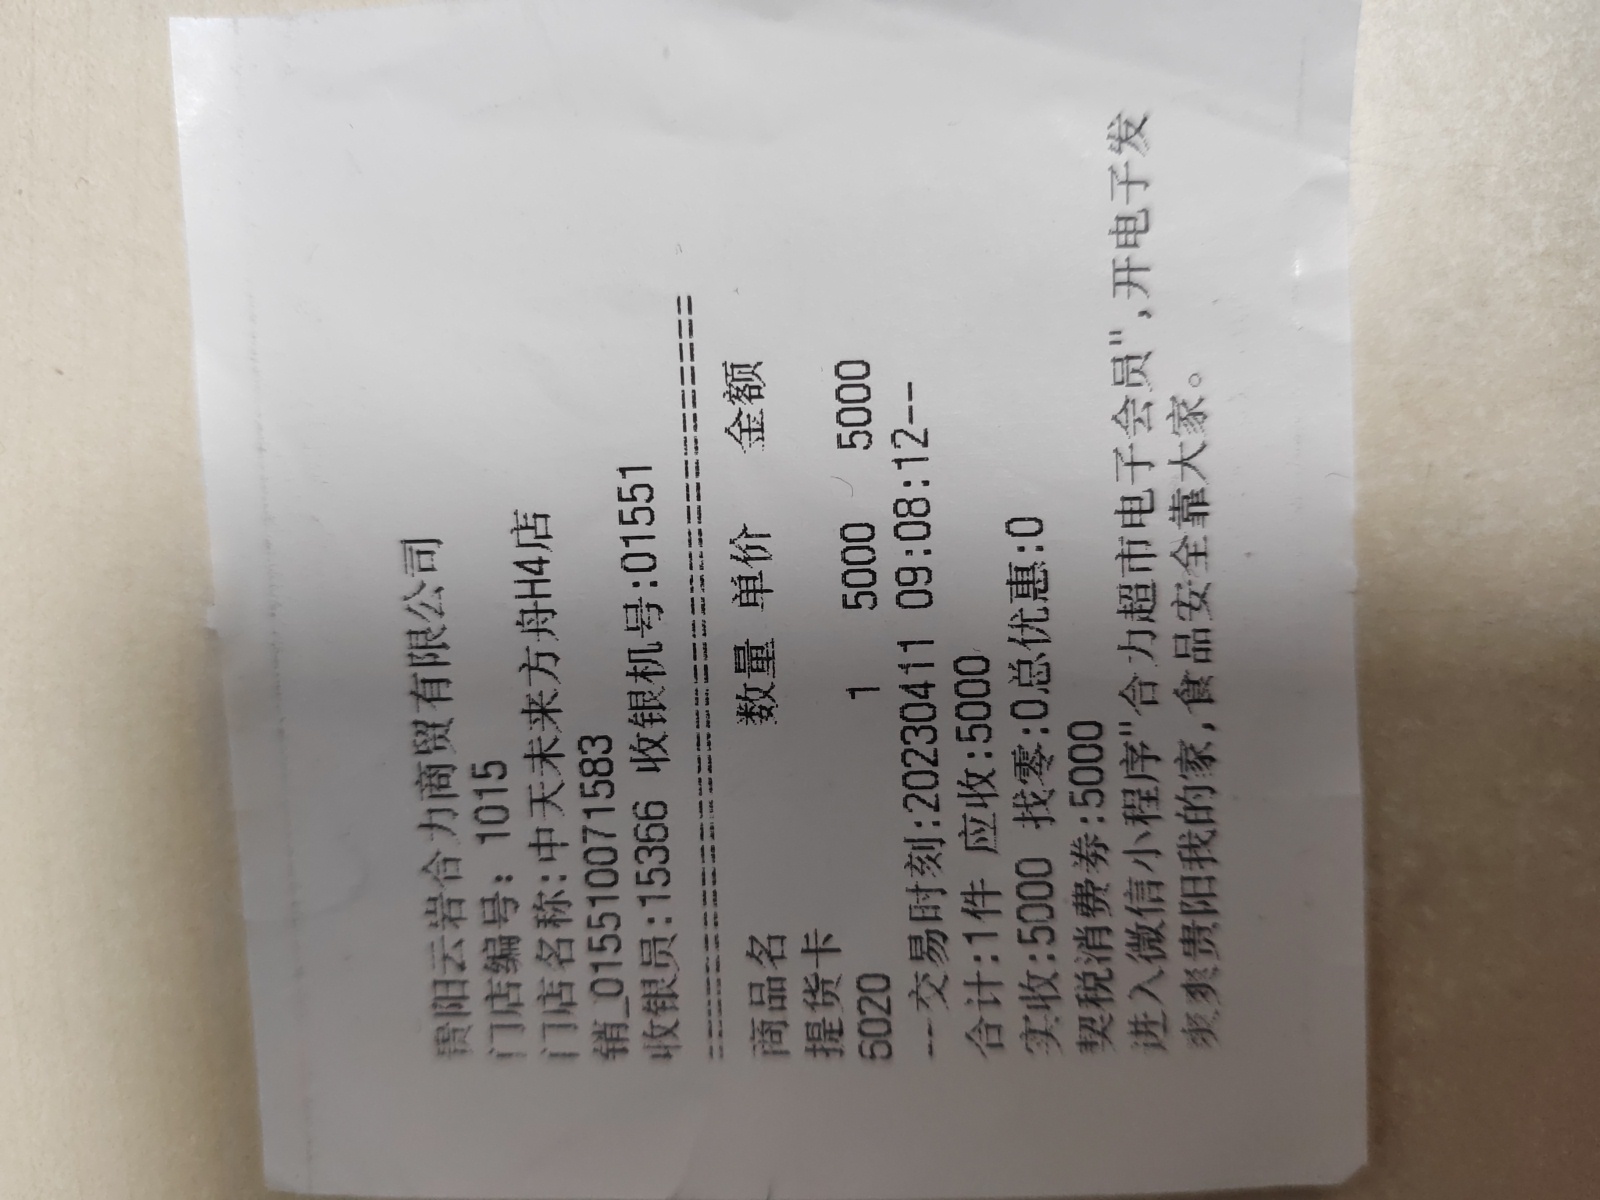 贵阳云岩合力商贸有限公司
门店编号: 1015
门店名称:中天未来方舟H4店
销_01551007 1583
收银员:15366 收银机号:01551
商品名 数量 单价 金额
提货卡
5020 1 5000 5000
--交易时刻:20230411 09:08:12--
合计:1件 应收:5000
实收:5000 找零:0总优惠:0
契税消费券:5000
进入微信小程序"合力超市电子会员",开电子发
爽爽贵阳我的家,食品安全靠大家。